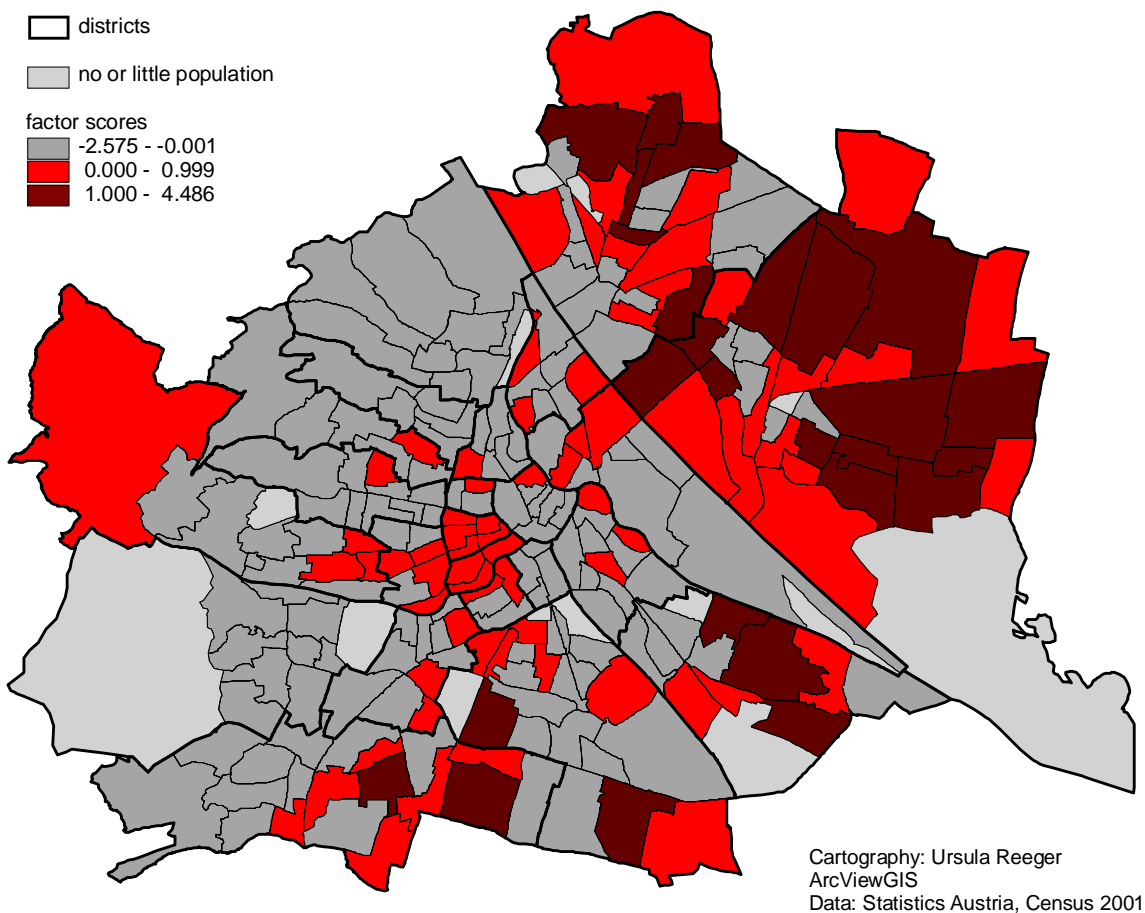 districts
no or little population
factor scores
-2.575 - -0.001
0.000 - 0.999
1.000 - 4.486
Cartography: Ursula Reeger
ArcViewGIS
Data: Statistics Austria, Census 2001